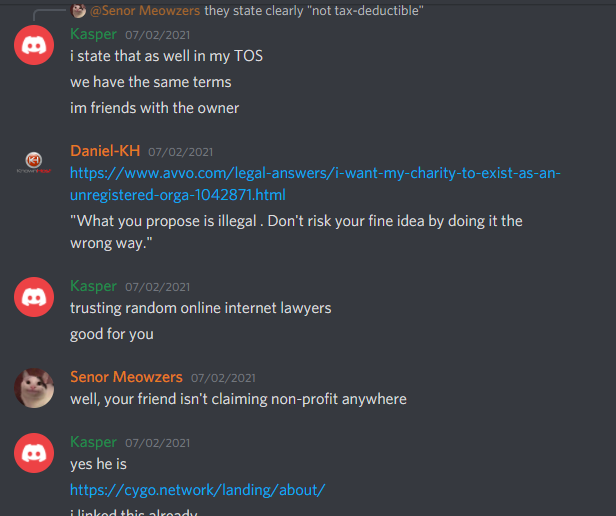 @Senor Meowzers they state clearly "not tax-deductible"
Kasper 07/02/2021
i state that as well in my TOS
we have the same terms
im friends with the owner
Daniel-KH 07/02/2021
https://www.avvo.com/legal-answers/i-want-my-charity-to-exist-as-an-
unregistered-orga-1042871.html
"What you propose is illegal . Don't risk your fine idea by doing it the
wrong way."
Kasper 07/02/2021
trusting random online internet lawyers
good for you
Senor Meowzers 07/02/2021
well, your friend isn't claiming non-profit anywhere
Kasper 07/02/2021
yes he is
https://cygo.network/landing/about/
i linked this already